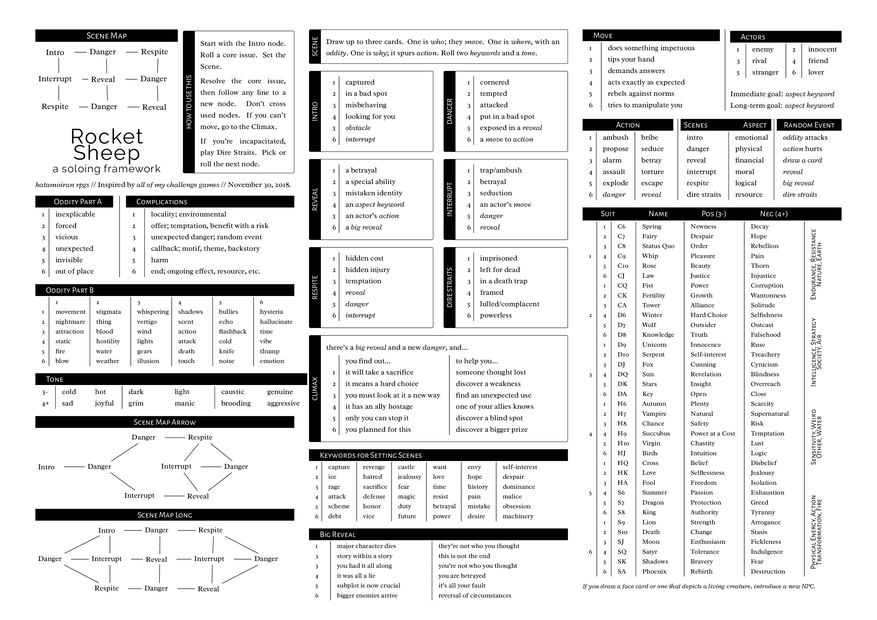 Scene Map
Intro Danger Respite
Interrupt Reveal Danger
Respite Danger Reveal
How to Use This
Start with the Intro node.
Roll a core issue. Set the
Scene.
Resolve the core issue,
then follow any line to a
new node. Don't cross
used nodes. If you can't
move, go to the Climax.
If you're incapacitated,
play Dire Straits. Pick or
roll the next node.
Rocket
Sheep
a soloing framework
katamoiran rpgs // Inspired by all of my challenge games // November 30, 2018.
Oddity Part A
1 inexplicable
2 forced
3 vicious
4 unexpected
5 invisible
6 out of place
Complications
1 locality; environmental
2 offer; temptation, benefit with a risk
3 unexpected danger; random event
4 callback; motif, theme, backstory
5 harm
6 end; ongoing effect, resource, etc.
Oddity Part B
1 2 3 4 5 6
1 movement stigmata whispering shadows bullies hysteria
2 nightmare thing vertigo scent echo hallucinate
3 attraction blood wind action flashback time
4 static hostility lights attack cold vibe
5 fire water gears death knife thump
6 blow weather illusion touch noise emotion
Tone
3- cold hot dark light caustic genuine
4+ sad joyful grim manic brooding aggressive
Scene Map Arrow
Danger Respite
Intro Interrupt Danger
Interrupt Reveal
Scene Map Long
Intro Danger Respite
Danger Interrupt Reveal Interrupt Danger
Respite Danger Reveal
Scene
Draw up to three cards. One is who; they move. One is where, with an
oddity. One is why; it spurs action. Roll two keywords and a tone.
Intro
1 captured
2 in a bad spot
3 misbehaving
4 looking for you
5 obstacle
6 interrupt
Danger
1 cornered
2 tempted
3 attacked
4 put in a bad spot
5 exposed in a reveal
6 a move to action
Reveal
1 a betrayal
2 a special ability
3 mistaken identity
4 an aspect keyword
5 an actor's action
6 a big reveal
Interrupt
1 trap/ambush
2 betrayal
3 seduction
4 an actor's move
5 danger
6 reveal
Respite
1 hidden cost
2 hidden injury
3 temptation
4 reveal
5 danger
6 interrupt
Dire Straits
1 imprisoned
2 left for dead
3 in a death trap
4 framed
5 lulled/complacent
6 powerless
Climax
there's a big reveal and a new danger, and...
you find out... to help you...
1 it will take a sacrifice someone thought lost
2 it means a hard choice discover a weakness
3 you must look at it a new way find an unexpected use
4 it has an ally hostage one of your allies knows
5 only you can stop it discover a blind spot
6 you planned for this discover a bigger prize
Keywords for Setting Scenes
1 capture revenge castle want envy self-interest
2 ice hatred jealousy love hope despair
3 rage sacrifice fear time history dominance
4 attack defense magic resist pain malice
5 scheme honor duty betrayal mistake obsession
6 debt vice future power desire machinery
Big Reveal
1 major character dies they're not who you thought
2 story within a story this is not the end
3 you had it all along you're not who you thought
4 it was all a lie you are betrayed
5 subplot is now crucial it's all your fault
6 bigger enemies arrive reversal of circumstances
Move
1 does something impetuous
2 tips your hand
3 demands answers
4 acts exactly as expected
5 rebels against norms
6 tries to manipulate you
Actors
1 enemy 2 innocent
3 rival 4 friend
5 stranger 6 lover
Immediate goal: aspect keyword
Long-term goal: aspect keyword
Action Scenes Aspect Random Event
1 ambush bribe intro emotional oddity attacks
2 propose seduce danger physical action hurts
3 alarm betray reveal financial draw a card
4 assault torture interrupt moral reveal
5 explode escape respite logical big reveal
6 danger reveal dire straits resource dire straits
Suit Name Pos (3-) Neg (4+)
1 C6 Spring Newness Decay
2 C7 Fairy Despair Hope
3 C8 Status Quo Order Rebellion
1 4 C9 Whip Pleasure Pain
5 C10 Rose Beauty Thorn
6 CJ Law Justice Injustice
1 CQ Fist Power Corruption
2 CK Fertility Growth Wantonness
3 CA Tower Alliance Solitude
2 4 D6 Winter Hard Choice Selfishness
5 D7 Wolf Outsider Outcast
6 D8 Knowledge Truth Falsehood
1 D9 Unicorn Innocence Ruse
2 D10 Serpent Self-interest Treachery
3 DJ Fox Cunning Cynicism
3 4 DQ Sun Revelation Blindness
5 DK Stars Insight Overreach
6 DA Key Open Close
1 H6 Autumn Plenty Scarcity
2 H7 Vampire Natural Supernatural
3 H8 Chance Safety Risk
4 4 H9 Succubus Power at a Cost Temptation
5 H10 Virgin Chastity Lust
6 HJ Birds Intuition Logic
1 HQ Cross Belief Disbelief
2 HK Love Selflessness Jealousy
3 HA Fool Freedom Isolation
5 4 S6 Summer Passion Exhaustion
5 S7 Dragon Protection Greed
6 S8 King Authority Tyranny
1 S9 Lion Strength Arrogance
2 S10 Death Change Stasis
3 SJ Moon Enthusiasm Fickleness
6 4 SQ Satyr Tolerance Indulgence
5 SK Shadows Bravery Fear
6 SA Phoenix Rebirth Destruction
Endurance, Resistance
Nature, Earth
Intelligence, Strategy
Society, Air
Sensitivity, Weird
Other, Water
Physical Energy, Action
Transformation, Fire
If you draw a face card or one that depicts a living creature, introduce a new NPC.